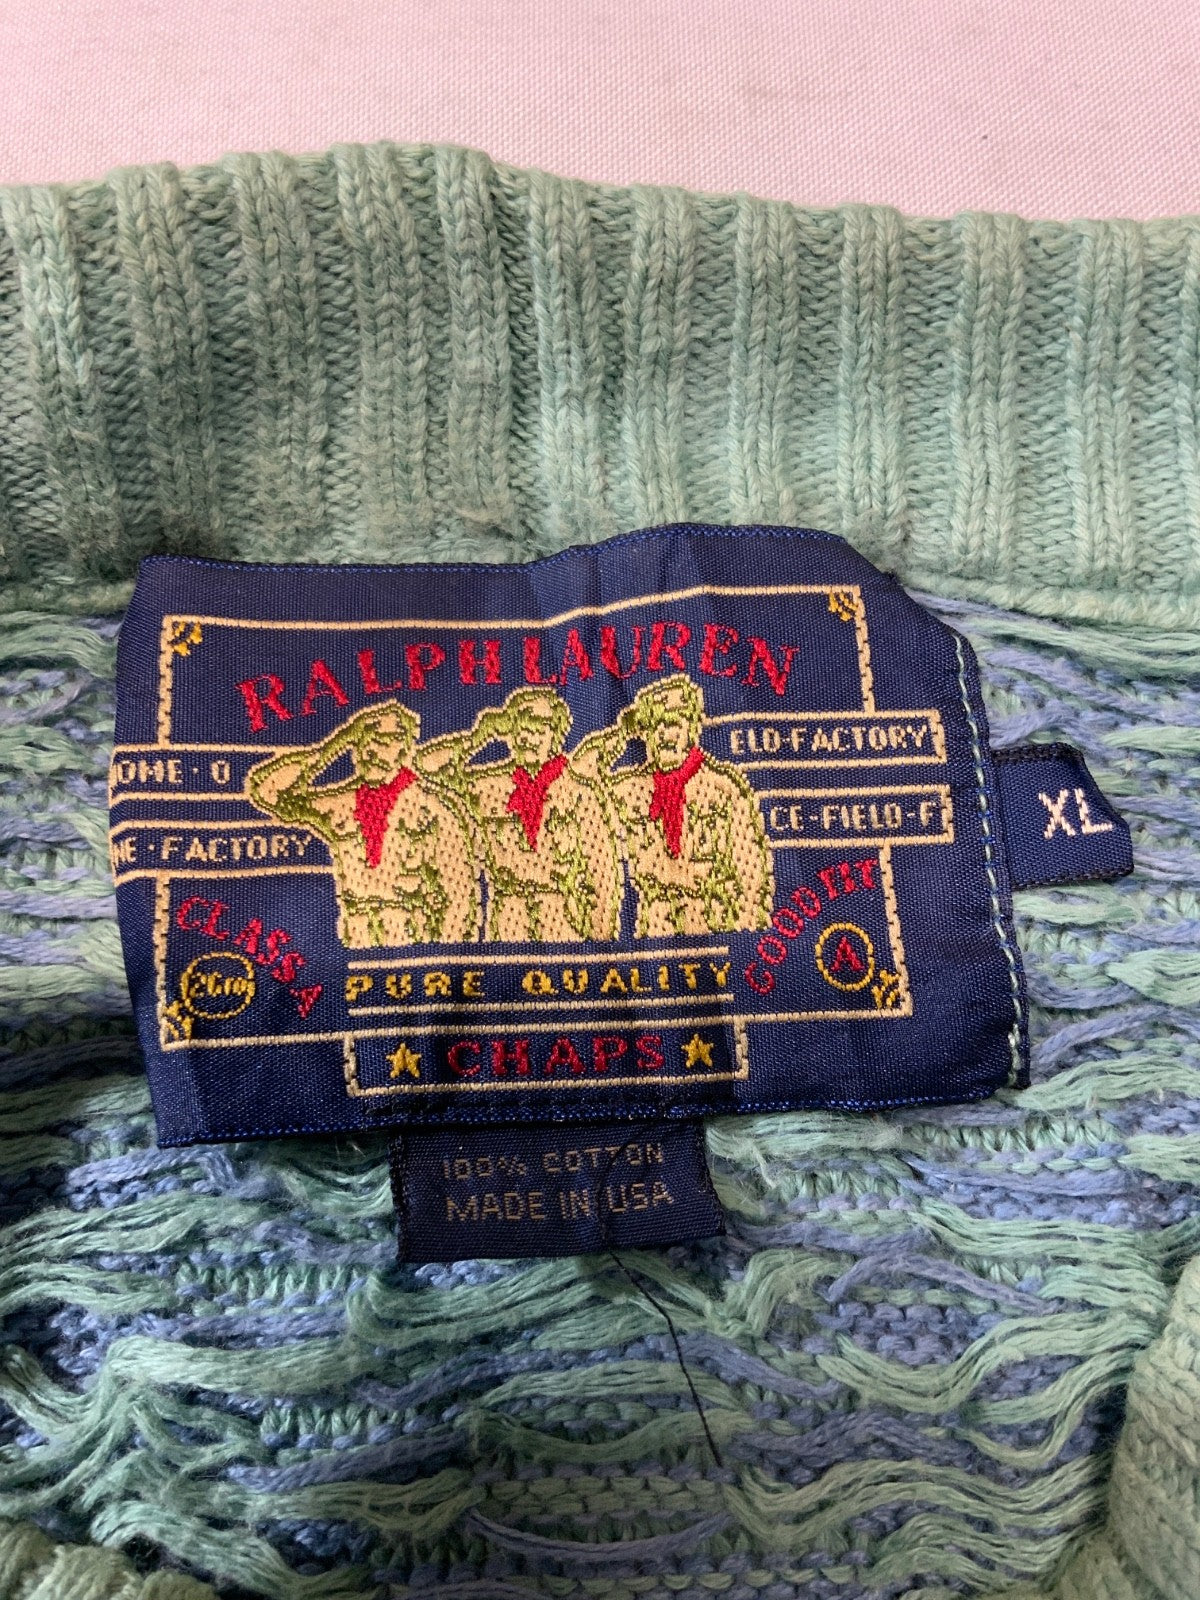 RALPH LAUREN
OME · O
ELD-FACTORY
XL
CE-FIELD-F
E · FACTORY
CLASS A
GOOD FIT
A
PURE QUALITY
★ CHAPS ★
100% COTTON
MADE IN USA